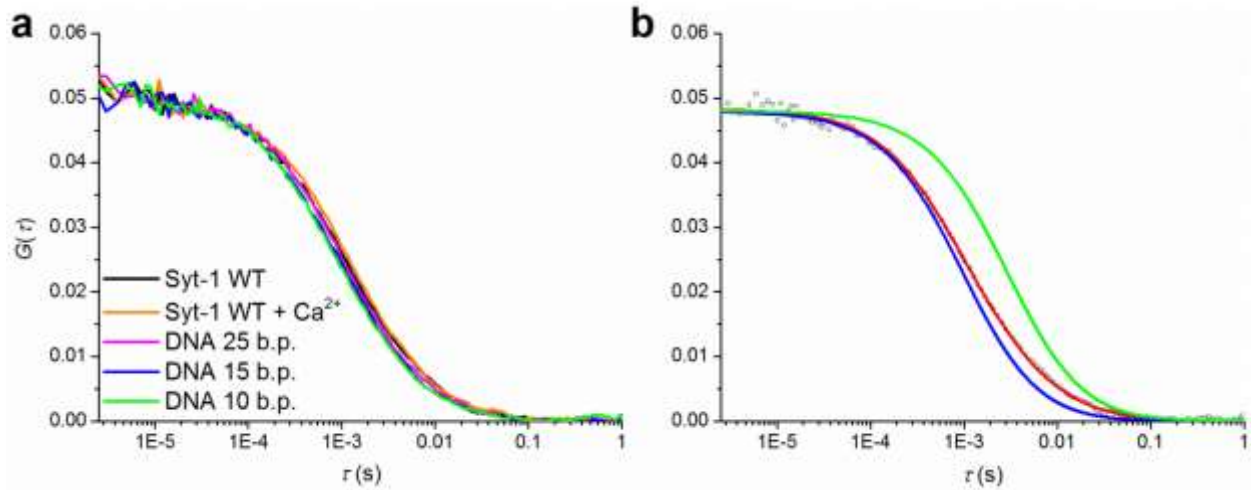 a
0.06
0.05
0.04
0.03
0.02
0.01
0.00
G(τ)
Syt-1 WT
Syt-1 WT + Ca²⁺
DNA 25 b.p.
DNA 15 b.p.
DNA 10 b.p.
1E-5 1E-4 1E-3 0.01 0.1 1
τ (s)
b
0.06
0.05
0.04
0.03
0.02
0.01
0.00
1E-5 1E-4 1E-3 0.01 0.1 1
τ (s)